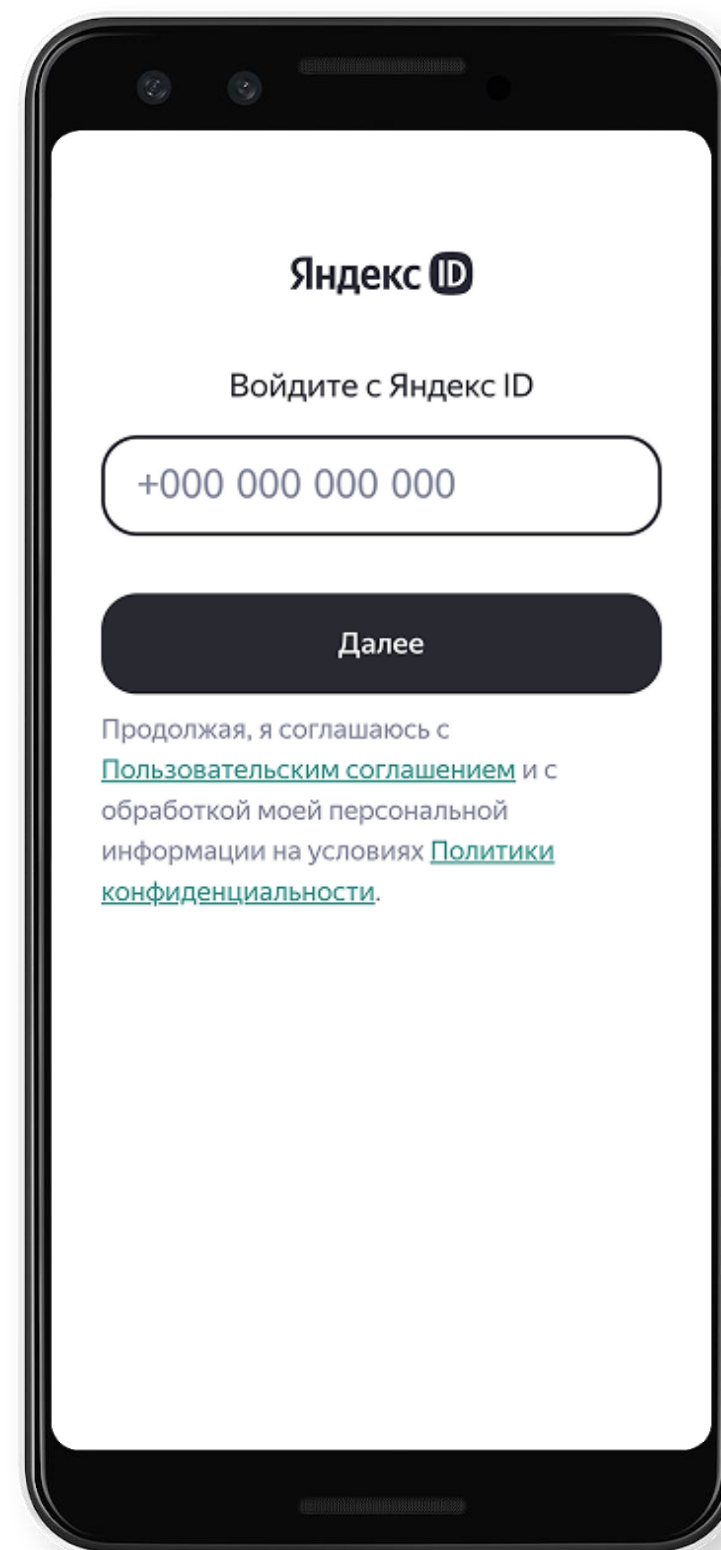 Яндекс ID
Войдите с Яндекс ID
+000 000 000 000
Далее
Продолжая, я соглашаюсь с
Пользовательским соглашением и с
обработкой моей персональной
информации на условиях Политики
конфиденциальности.